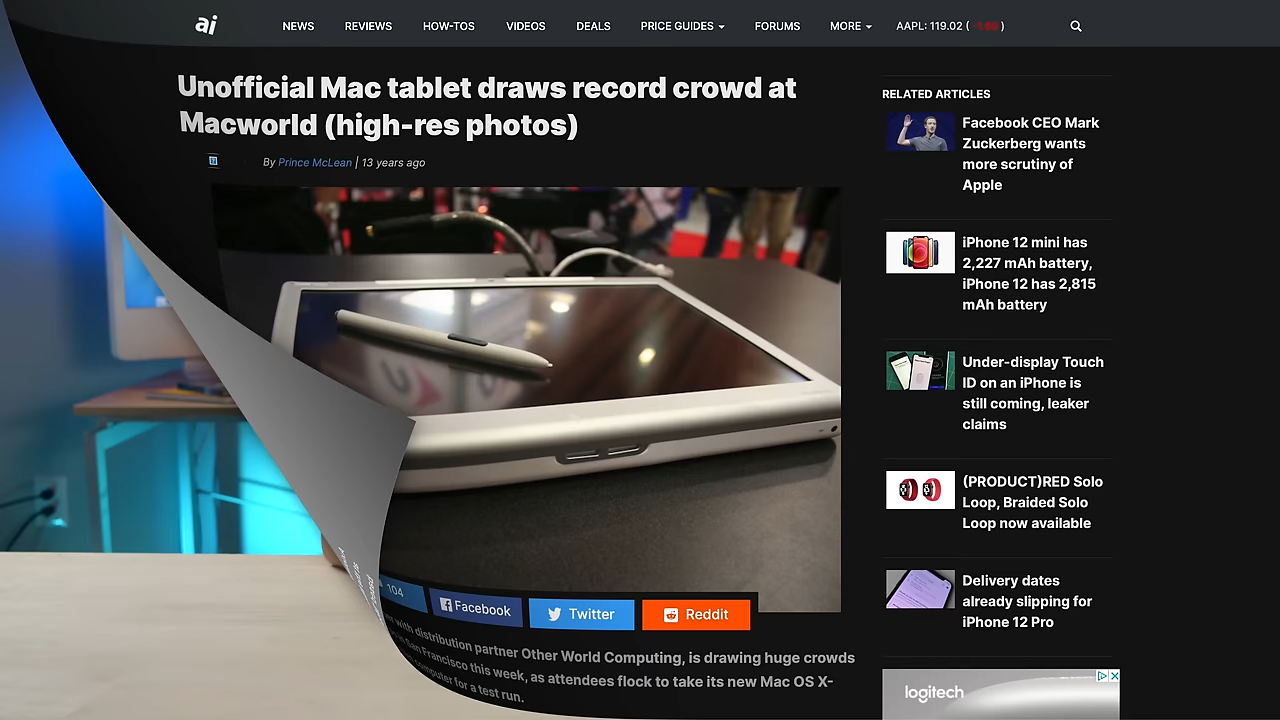 ai
NEWS
REVIEWS
HOW-TOS
VIDEOS
DEALS
PRICE GUIDES
FORUMS
MORE
AAPL: 119.02 ( )
Unofficial Mac tablet draws record crowd at
Macworld (high-res photos)
By Prince McLean | 13 years ago
104
Facebook
Twitter
Reddit
with distribution partner Other World Computing, is drawing huge crowds
San Francisco this week, as attendees flock to take its new Mac OS X-
computer for a test run.
RELATED ARTICLES
Facebook CEO Mark
Zuckerberg wants
more scrutiny of
Apple
iPhone 12 mini has
2,227 mAh battery,
iPhone 12 has 2,815
mAh battery
Under-display Touch
ID on an iPhone is
still coming, leaker
claims
(PRODUCT)RED Solo
Loop, Braided Solo
Loop now available
Delivery dates
already slipping for
iPhone 12 Pro
logitech